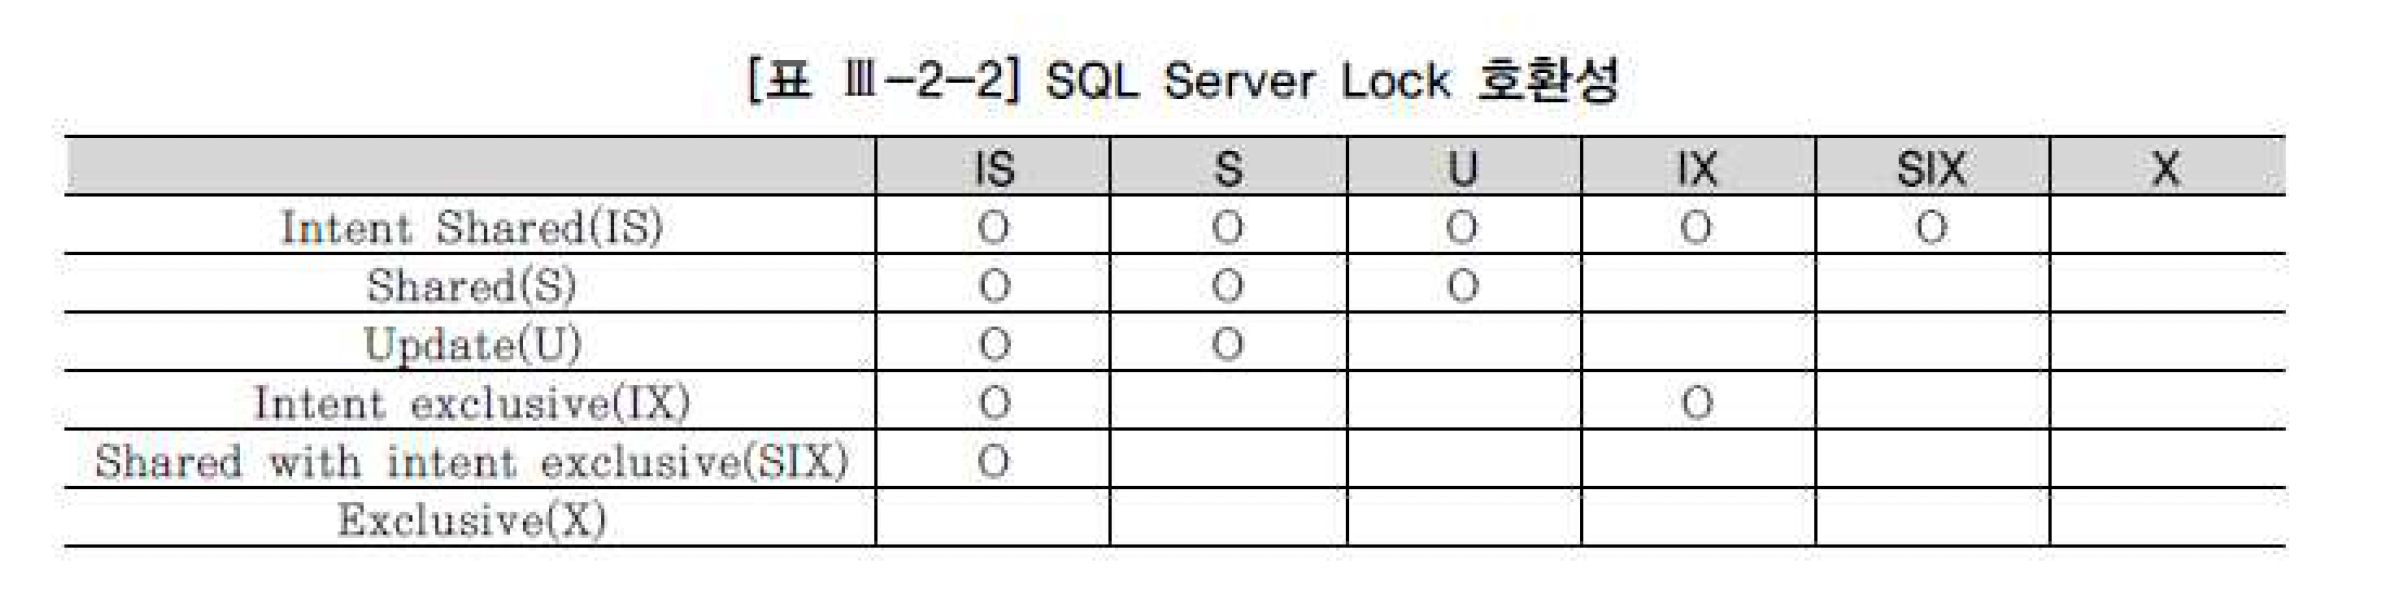 [표 Ⅲ-2-2] SQL Server Lock 호환성
IS S U IX SIX X
Intent Shared(IS) O O O O O
Shared(S) O O O
Update(U) O O
Intent exclusive(IX) O O
Shared with intent exclusive(SIX) O
Exclusive(X)